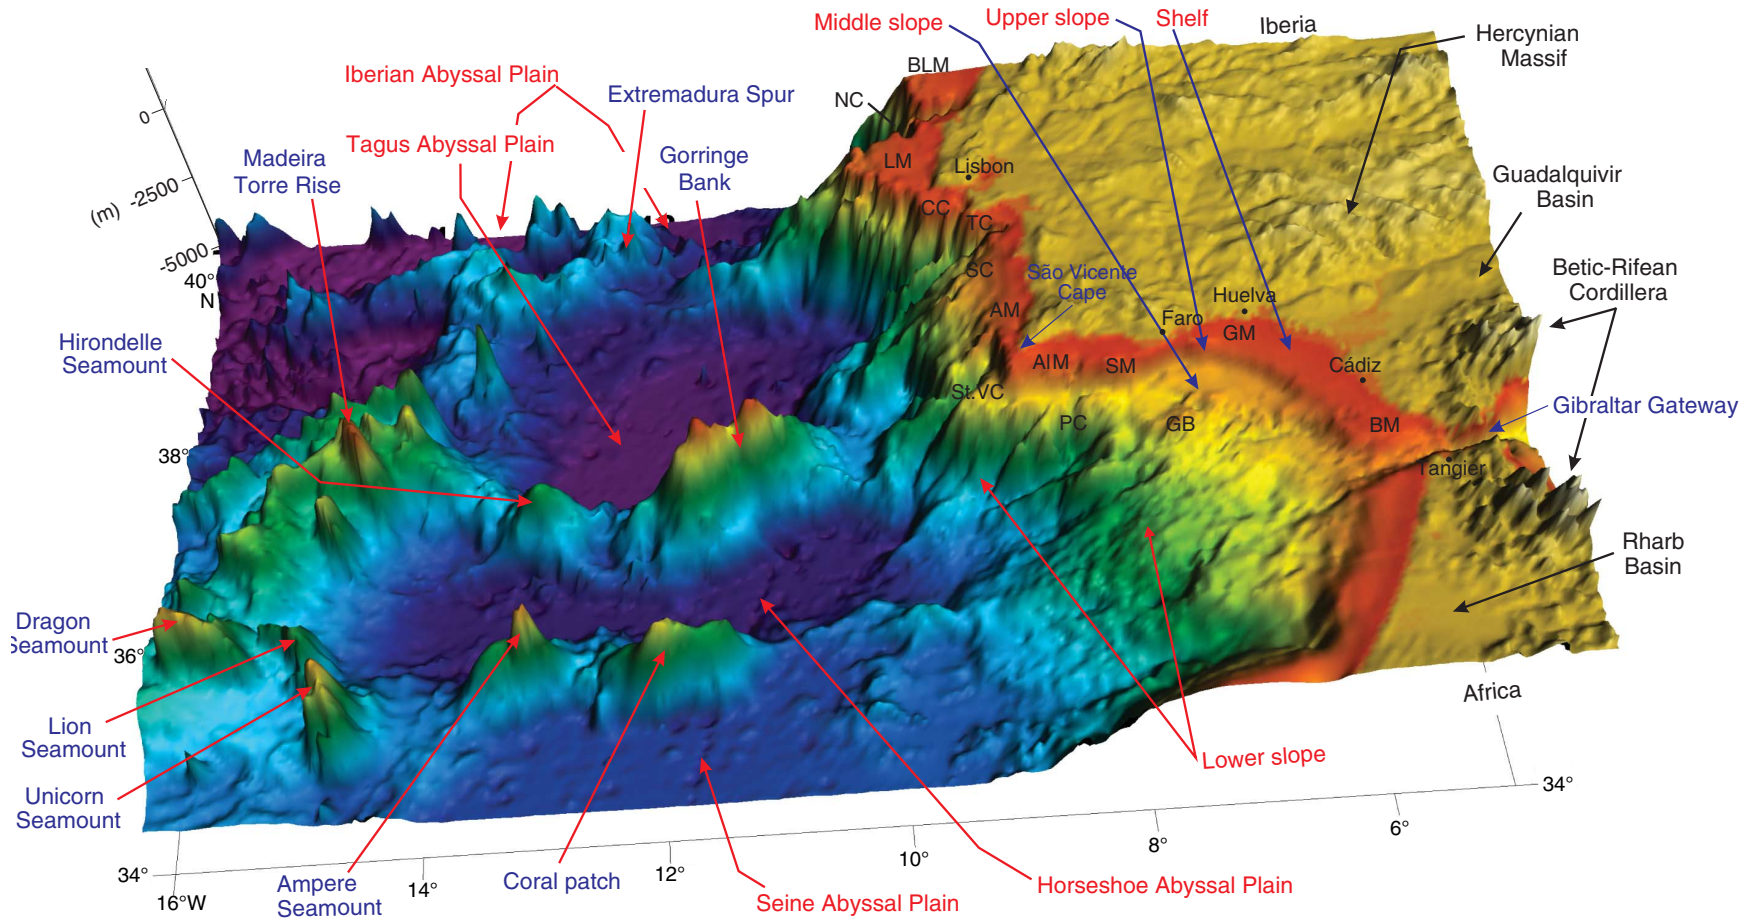 Middle slope
Upper slope
Shelf
Iberia
Hercynian
Massif
BLM
Iberian Abyssal Plain
Extremadura Spur
NC
0
Tagus Abyssal Plain
Gorringe
Bank
Madeira
Torre Rise
LM
Lisbon
Guadalquivir
Basin
-2500
(m)
CC
TC
-5000
40°
N
SC
São Vicente
Cape
Betic-Rifean
Cordillera
AM
Huelva
Faro
GM
Hirondelle
Seamount
AIM
SM
Cádiz
St.VC
Gibraltar Gateway
PC
GB
BM
38°
Tangier
Rharb
Basin
Dragon
Seamount
36°
Africa
Lion
Seamount
Lower slope
Unicorn
Seamount
34°
6°
8°
10°
12°
14°
34°
16°W
Ampere
Seamount
Coral patch
Seine Abyssal Plain
Horseshoe Abyssal Plain